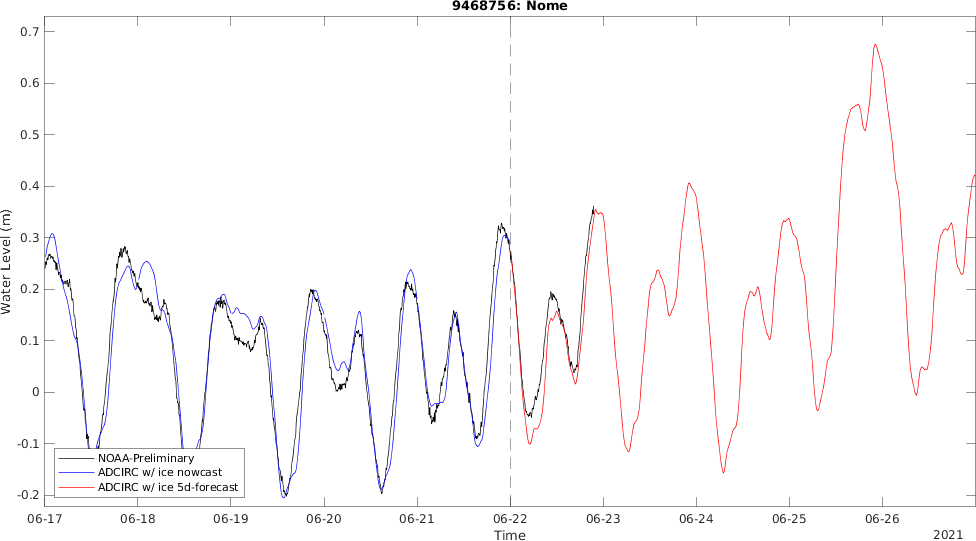 9468756: Nome
0.7
0.6
0.5
0.4
0.3
0.2
0.1
0
-0.1
-0.2
Water Level (m)
NOAA-Preliminary
ADCIRC w/ ice nowcast
ADCIRC w/ ice 5d-forecast
06-17 06-18 06-19 06-20 06-21 06-22 06-23 06-24 06-25 06-26
Time
2021